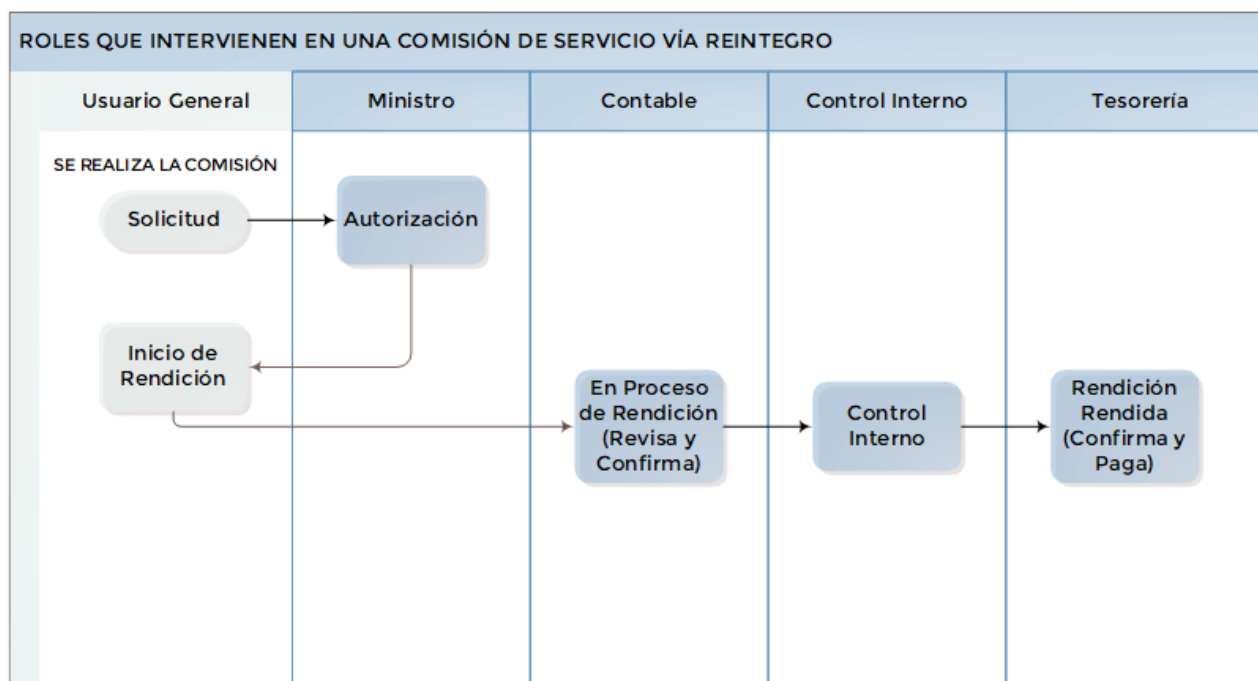 ROLES QUE INTERVIENEN EN UNA COMISIÓN DE SERVICIO VÍA REINTEGRO
Usuario General
Ministro
Contable
Control Interno
Tesorería
SE REALIZA LA COMISIÓN
Solicitud
Autorización
Inicio de
Rendición
En Proceso
de Rendición
(Revisa y
Confirma)
Control
Interno
Rendición
Rendida
(Confirma y
Paga)